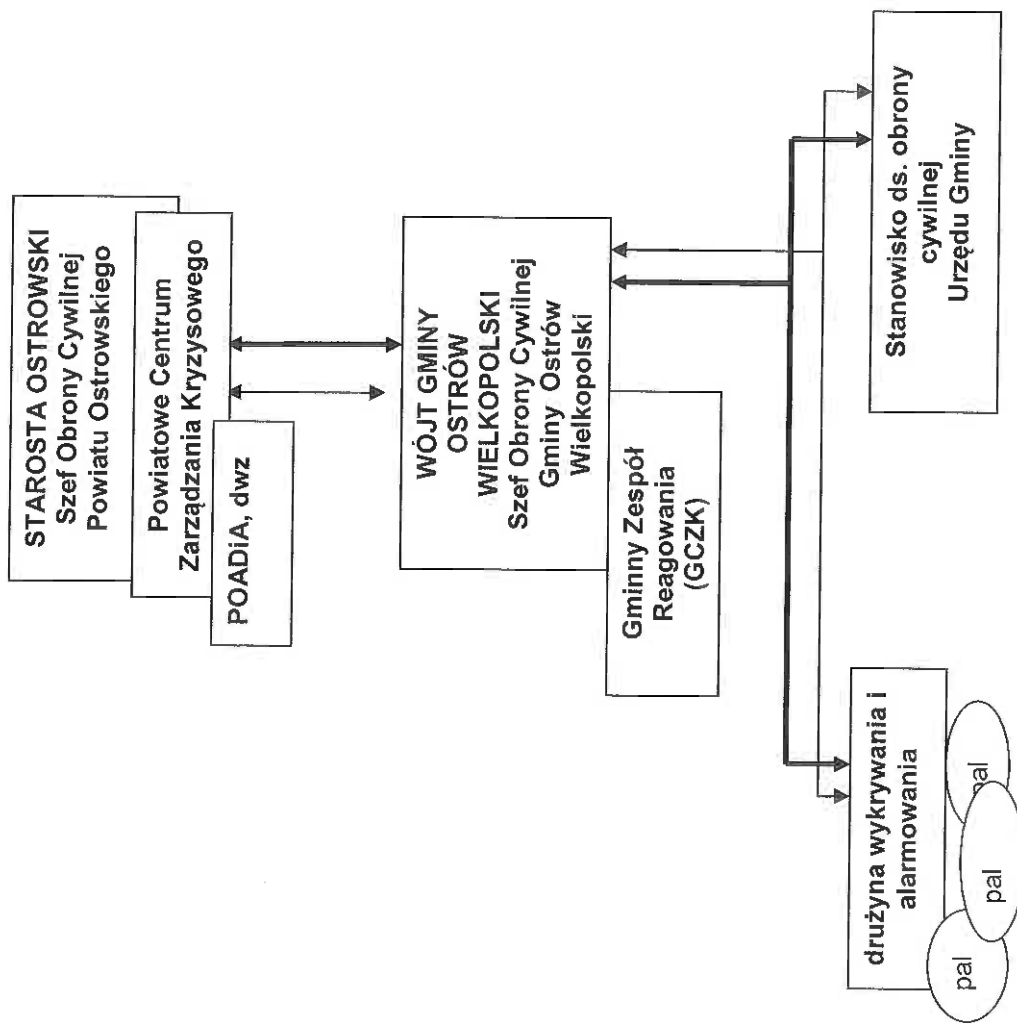 STAROSTA OSTROWSKI
Szef Obrony Cywilnej
Powiatu Ostrowskiego
Powiatowe Centrum
Zarządzania Kryzysowego
POADiA, dwz
WÓJT GMINY
OSTRÓW
WIELKOPOLSKI
Szef Obrony Cywilnej
Gminy Ostrów
Wielkopolski
Gminny Zespół
Reagowania
(GCZK)
drużyna wykrywania i
alarmowania
pal
pal
pal
Stanowisko ds. obrony
cywilnej
Urzędu Gminy